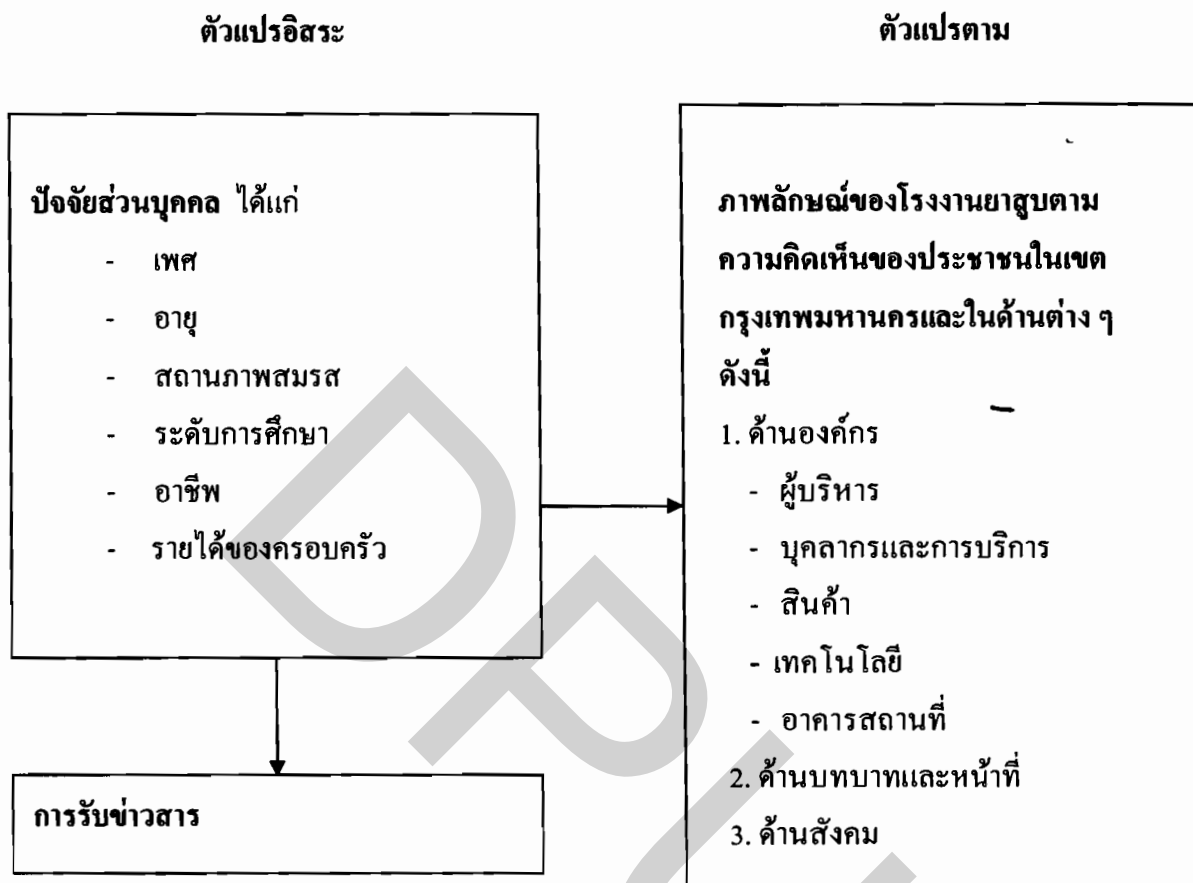 ตัวแปรอิสระ
ตัวแปรตาม
ปัจจัยส่วนบุคคล ได้แก่
- เพศ
- อายุ
- สถานภาพสมรส
- ระดับการศึกษา
- อาชีพ
- รายได้ของครอบครัว
การรับข่าวสาร
ภาพลักษณ์ของโรงงานยาสูบตาม
ความคิดเห็นของประชาชนในเขต
กรุงเทพมหานครและในด้านต่าง ๆ
ดังนี้
1. ด้านองค์กร
- ผู้บริหาร
- บุคลากรและการบริการ
- สินค้า
- เทคโนโลยี
- อาคารสถานที่
2. ด้านบทบาทและหน้าที่
3. ด้านสังคม
DPU